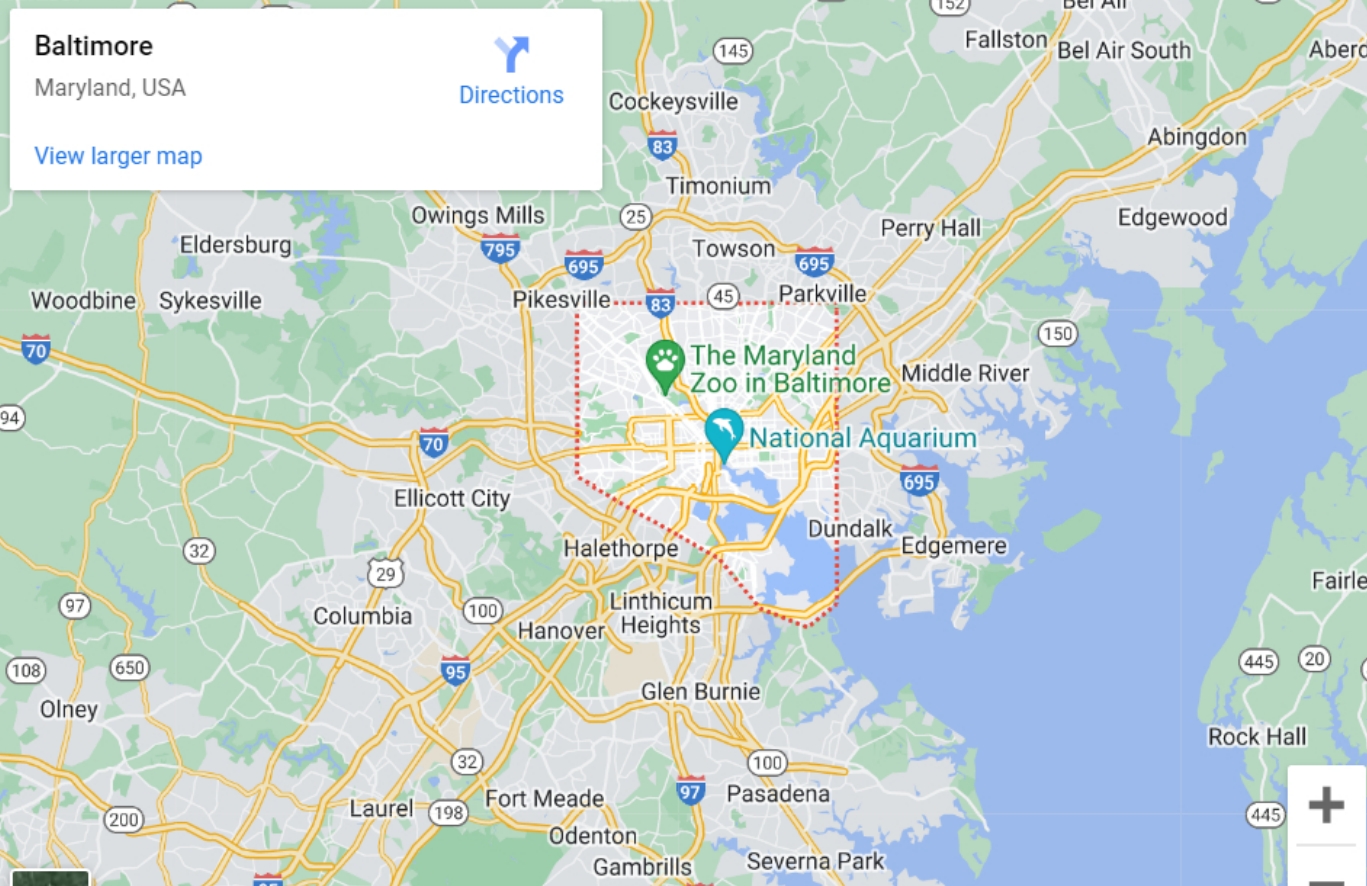 152
Bel Air
Baltimore
Maryland, USA
Directions
View larger map
145
Fallston
Bel Air South
Cockeysville
83
Abingdon
Timonium
Owings Mills
25
Edgewood
Perry Hall
Eldersburg
795
Towson
695
695
Woodbine
Sykesville
Pikesville
83
45
Parkville
70
150
The Maryland
Zoo in Baltimore
Middle River
94
70
National Aquarium
695
Ellicott City
Dundalk
32
Halethorpe
Edgemere
29
97
Columbia
100
Linthicum
Heights
Hanover
108
650
95
445
20
Glen Burnie
Olney
Rock Hall
32
100
97
Pasadena
Fort Meade
Laurel
198
200
445
Odenton
Gambrills
Severna Park